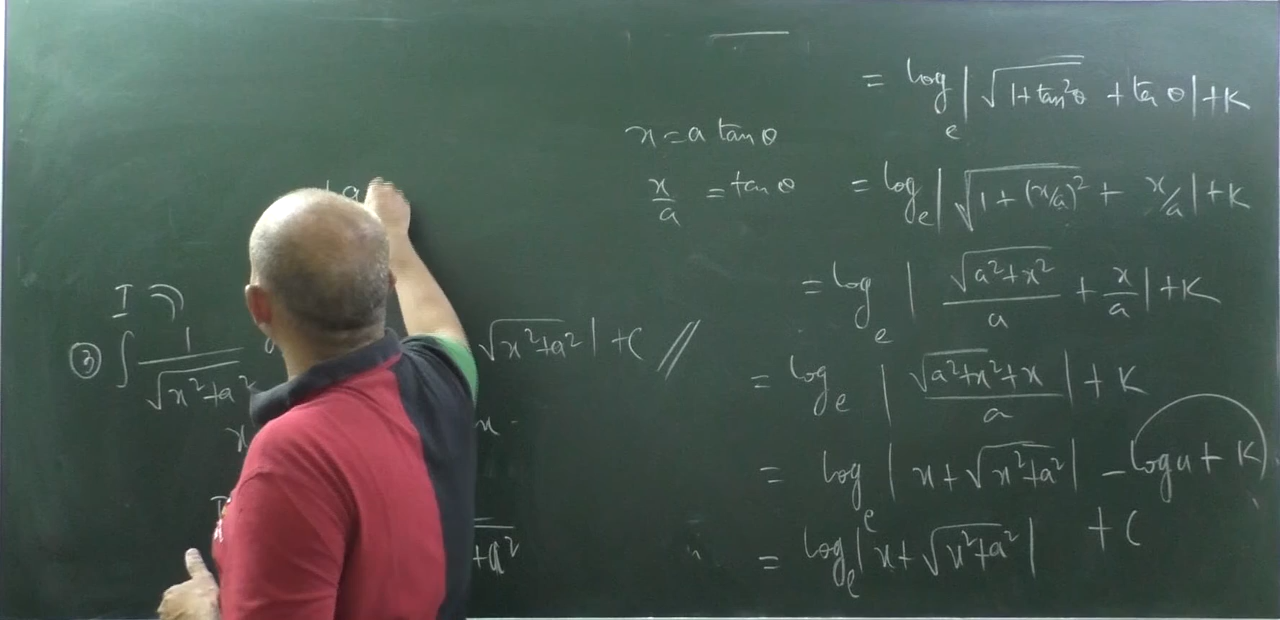 I
③ ∫ 1/√(x²+a²)
√(x²+a²) | + C //
x
+a²
x = a tan θ
x/a = tan θ
= log_e | √(1+tan²θ) + tan θ | + K
= log_e | √(1+(x/a)²) + x/a | + K
= log_e | √(a²+x²)/a + x/a | + K
= log_e | (√(a²+x²)+x)/a | + K
= log_e | x+√(x²+a²) | – log a + K
= log_e | x+√(x²+a²) | + C